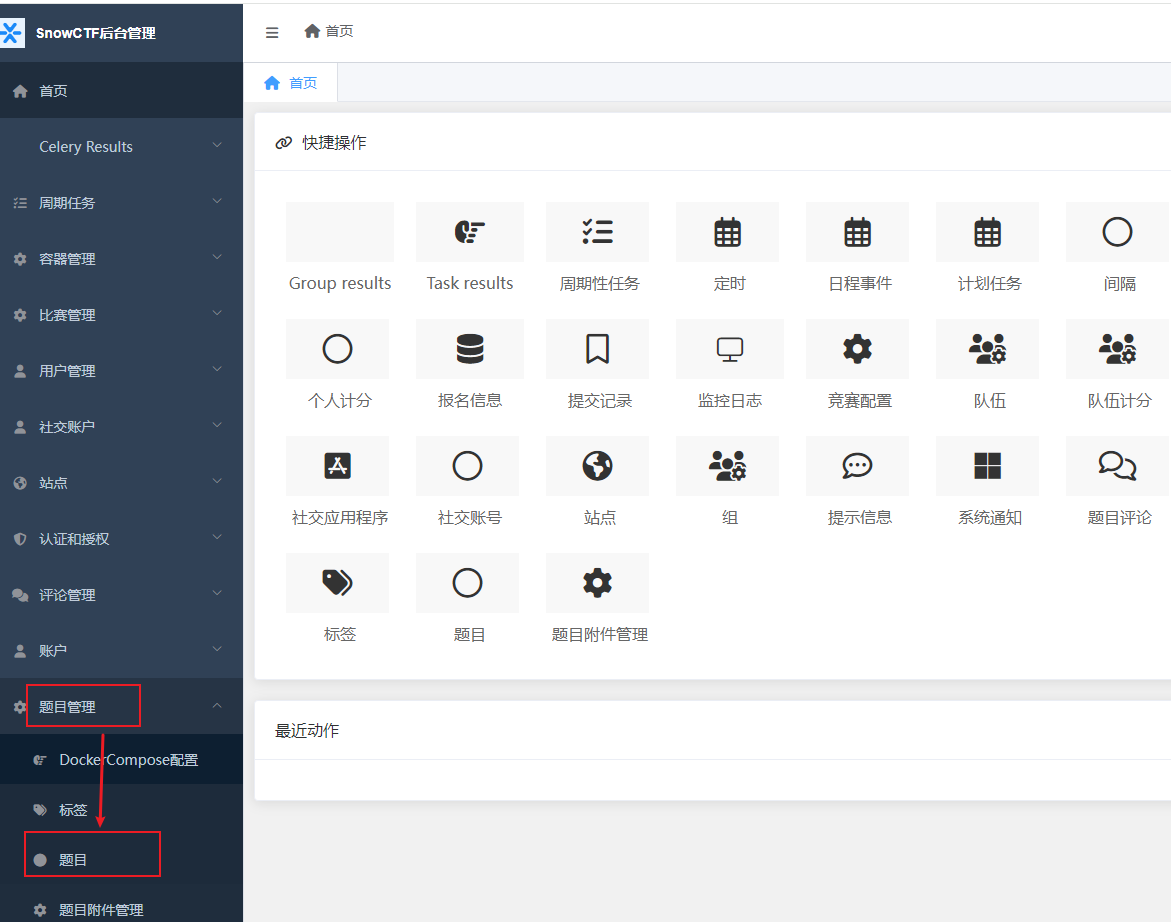 SnowCTF后台管理
首页
Celery Results
周期任务
容器管理
比赛管理
用户管理
社交账户
站点
认证和授权
评论管理
账户
题目管理
DockerCompose配置
标签
题目
题目附件管理
首页
首页
快捷操作
Group results Task results 周期性任务 定时 日程事件 计划任务 间隔
个人计分 报名信息 提交记录 监控日志 竞赛配置 队伍 队伍计分
社交应用程序 社交账号 站点 组 提示信息 系统通知 题目评论
标签 题目 题目附件管理
最近动作